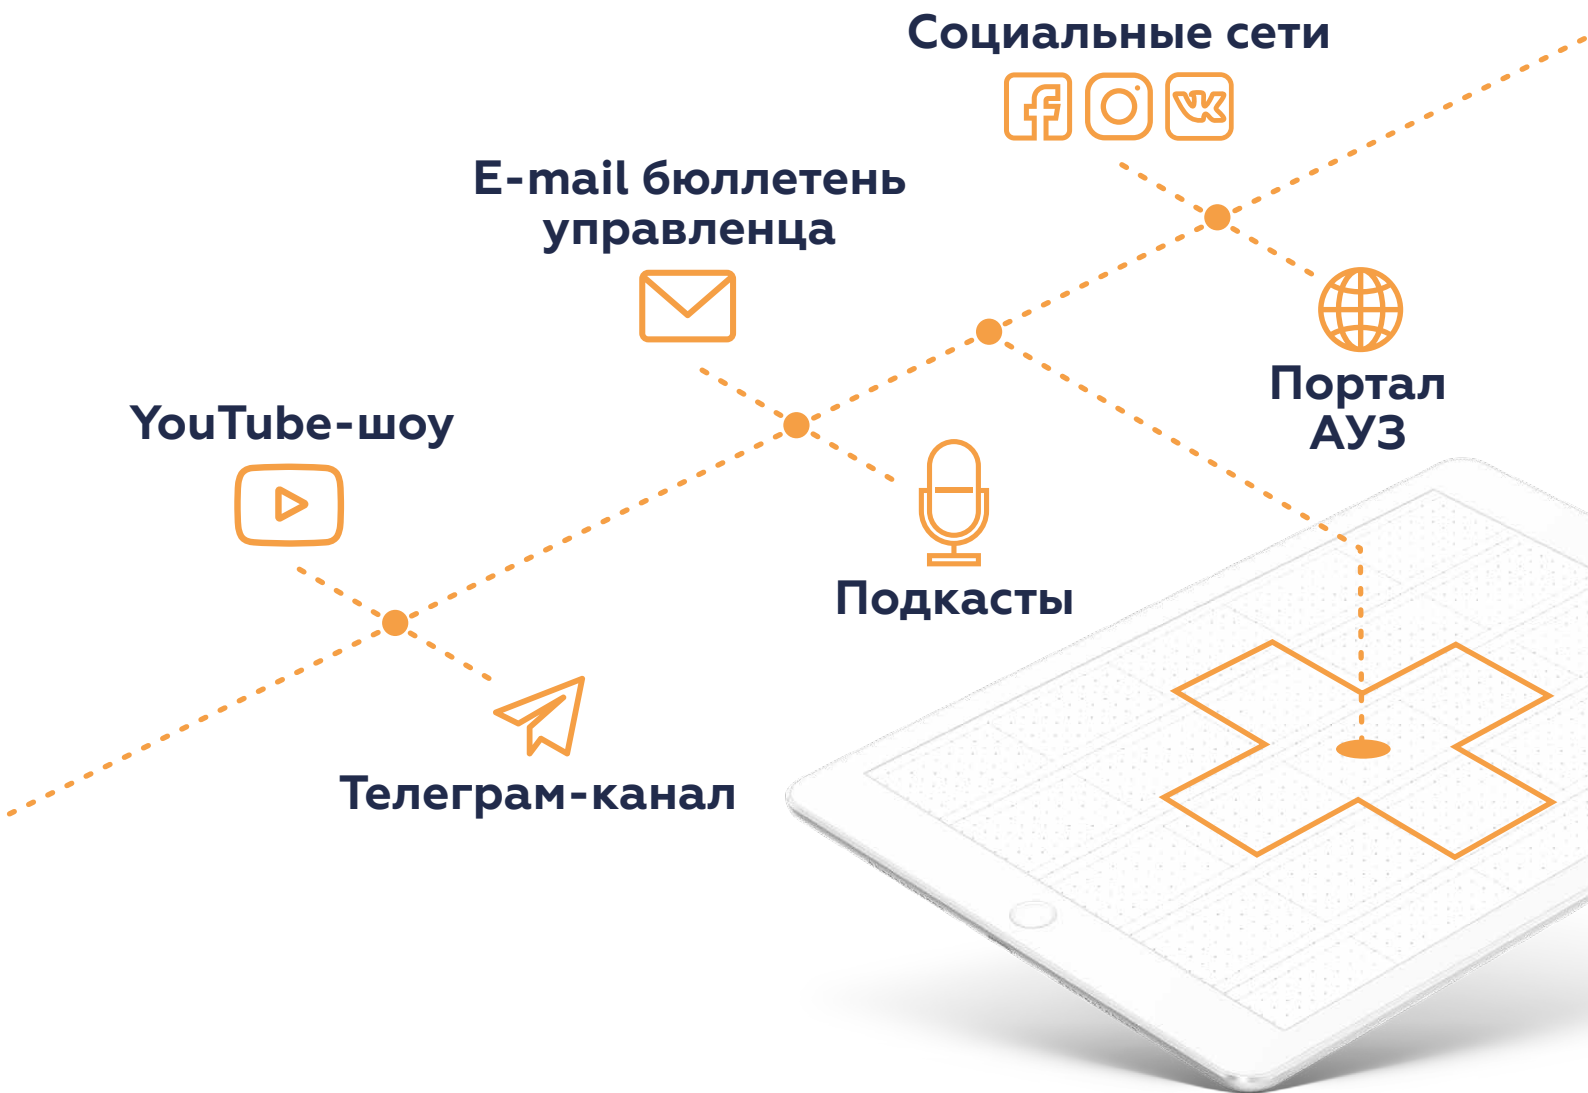 Социальные сети
E-mail бюллетень
управленца
YouTube-шоу
Портал
АУЗ
Подкасты
Телеграм-канал